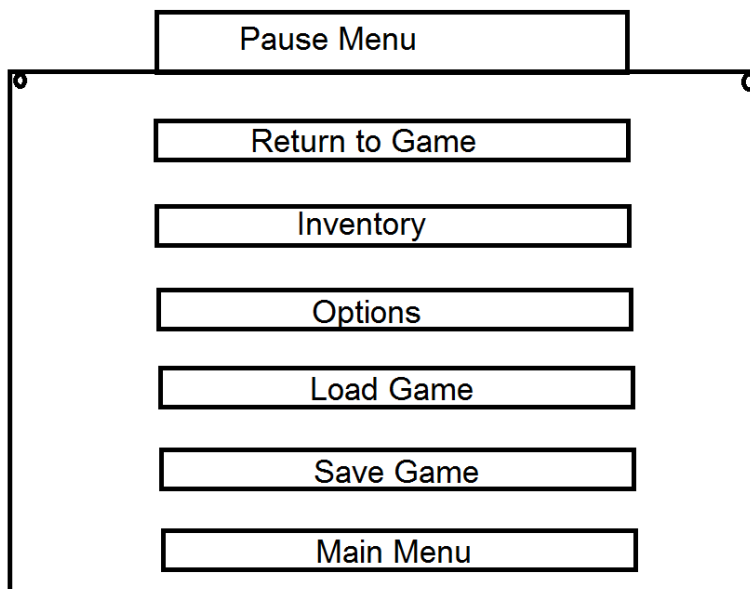 Pause Menu
Return to Game
Inventory
Options
Load Game
Save Game
Main Menu